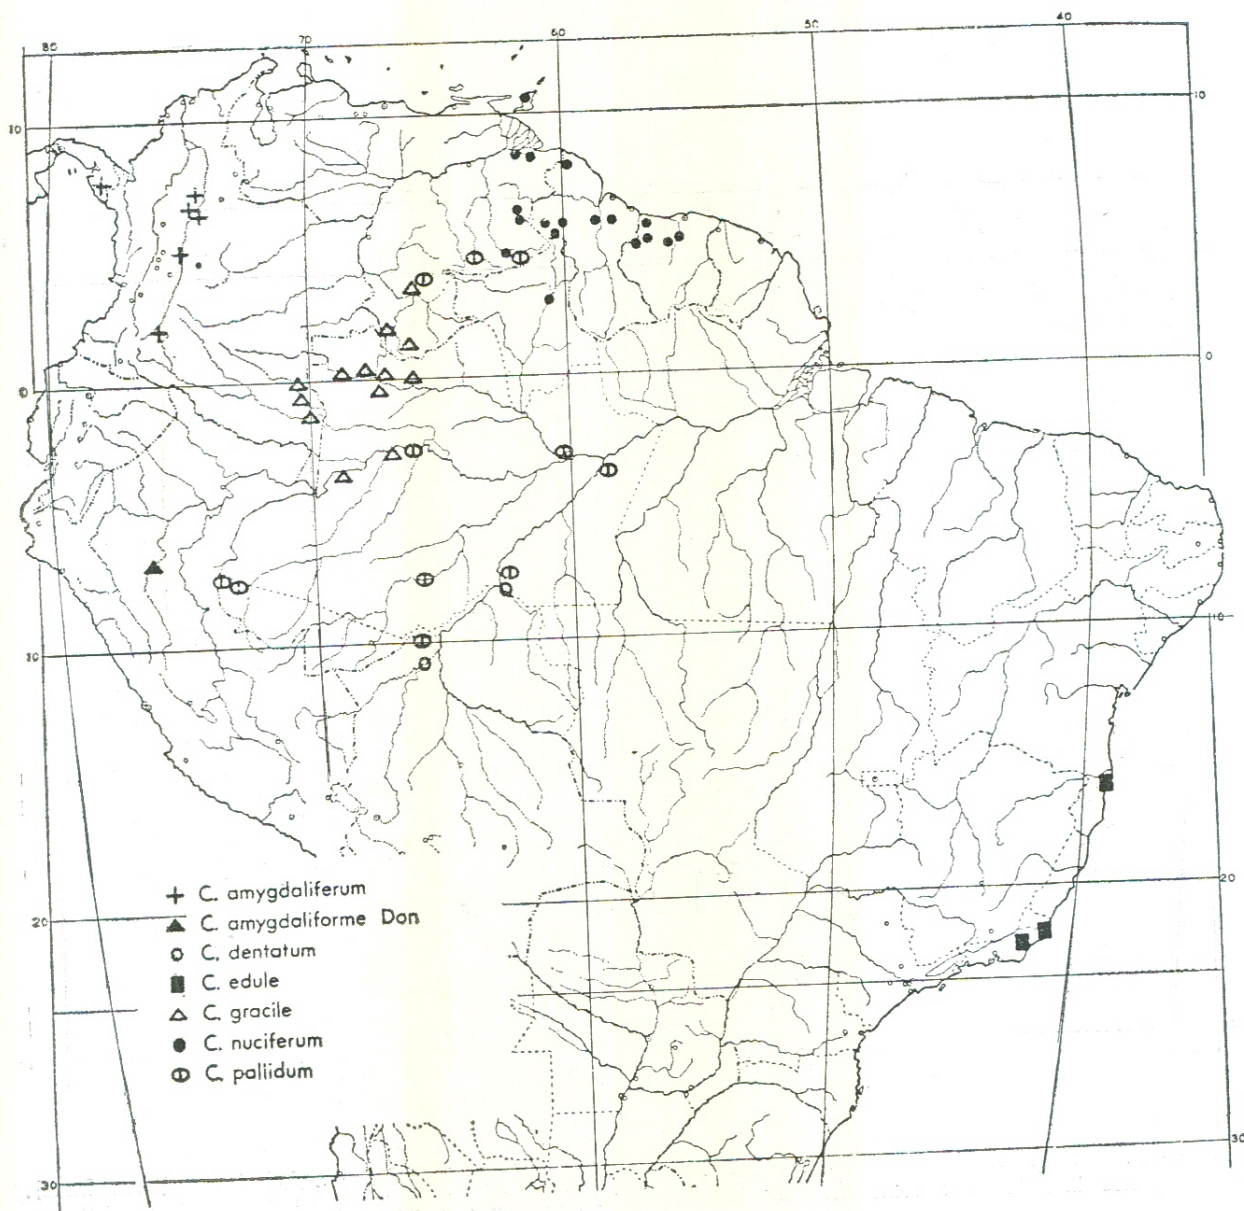 80
70
60
50
40
10
10
0
0
10
10
20
20
30
30
C. amygdaliferum
C. amygdaliforme Don
C. dentatum
C. edule
C. gracile
C. nuciferum
C. pallidum